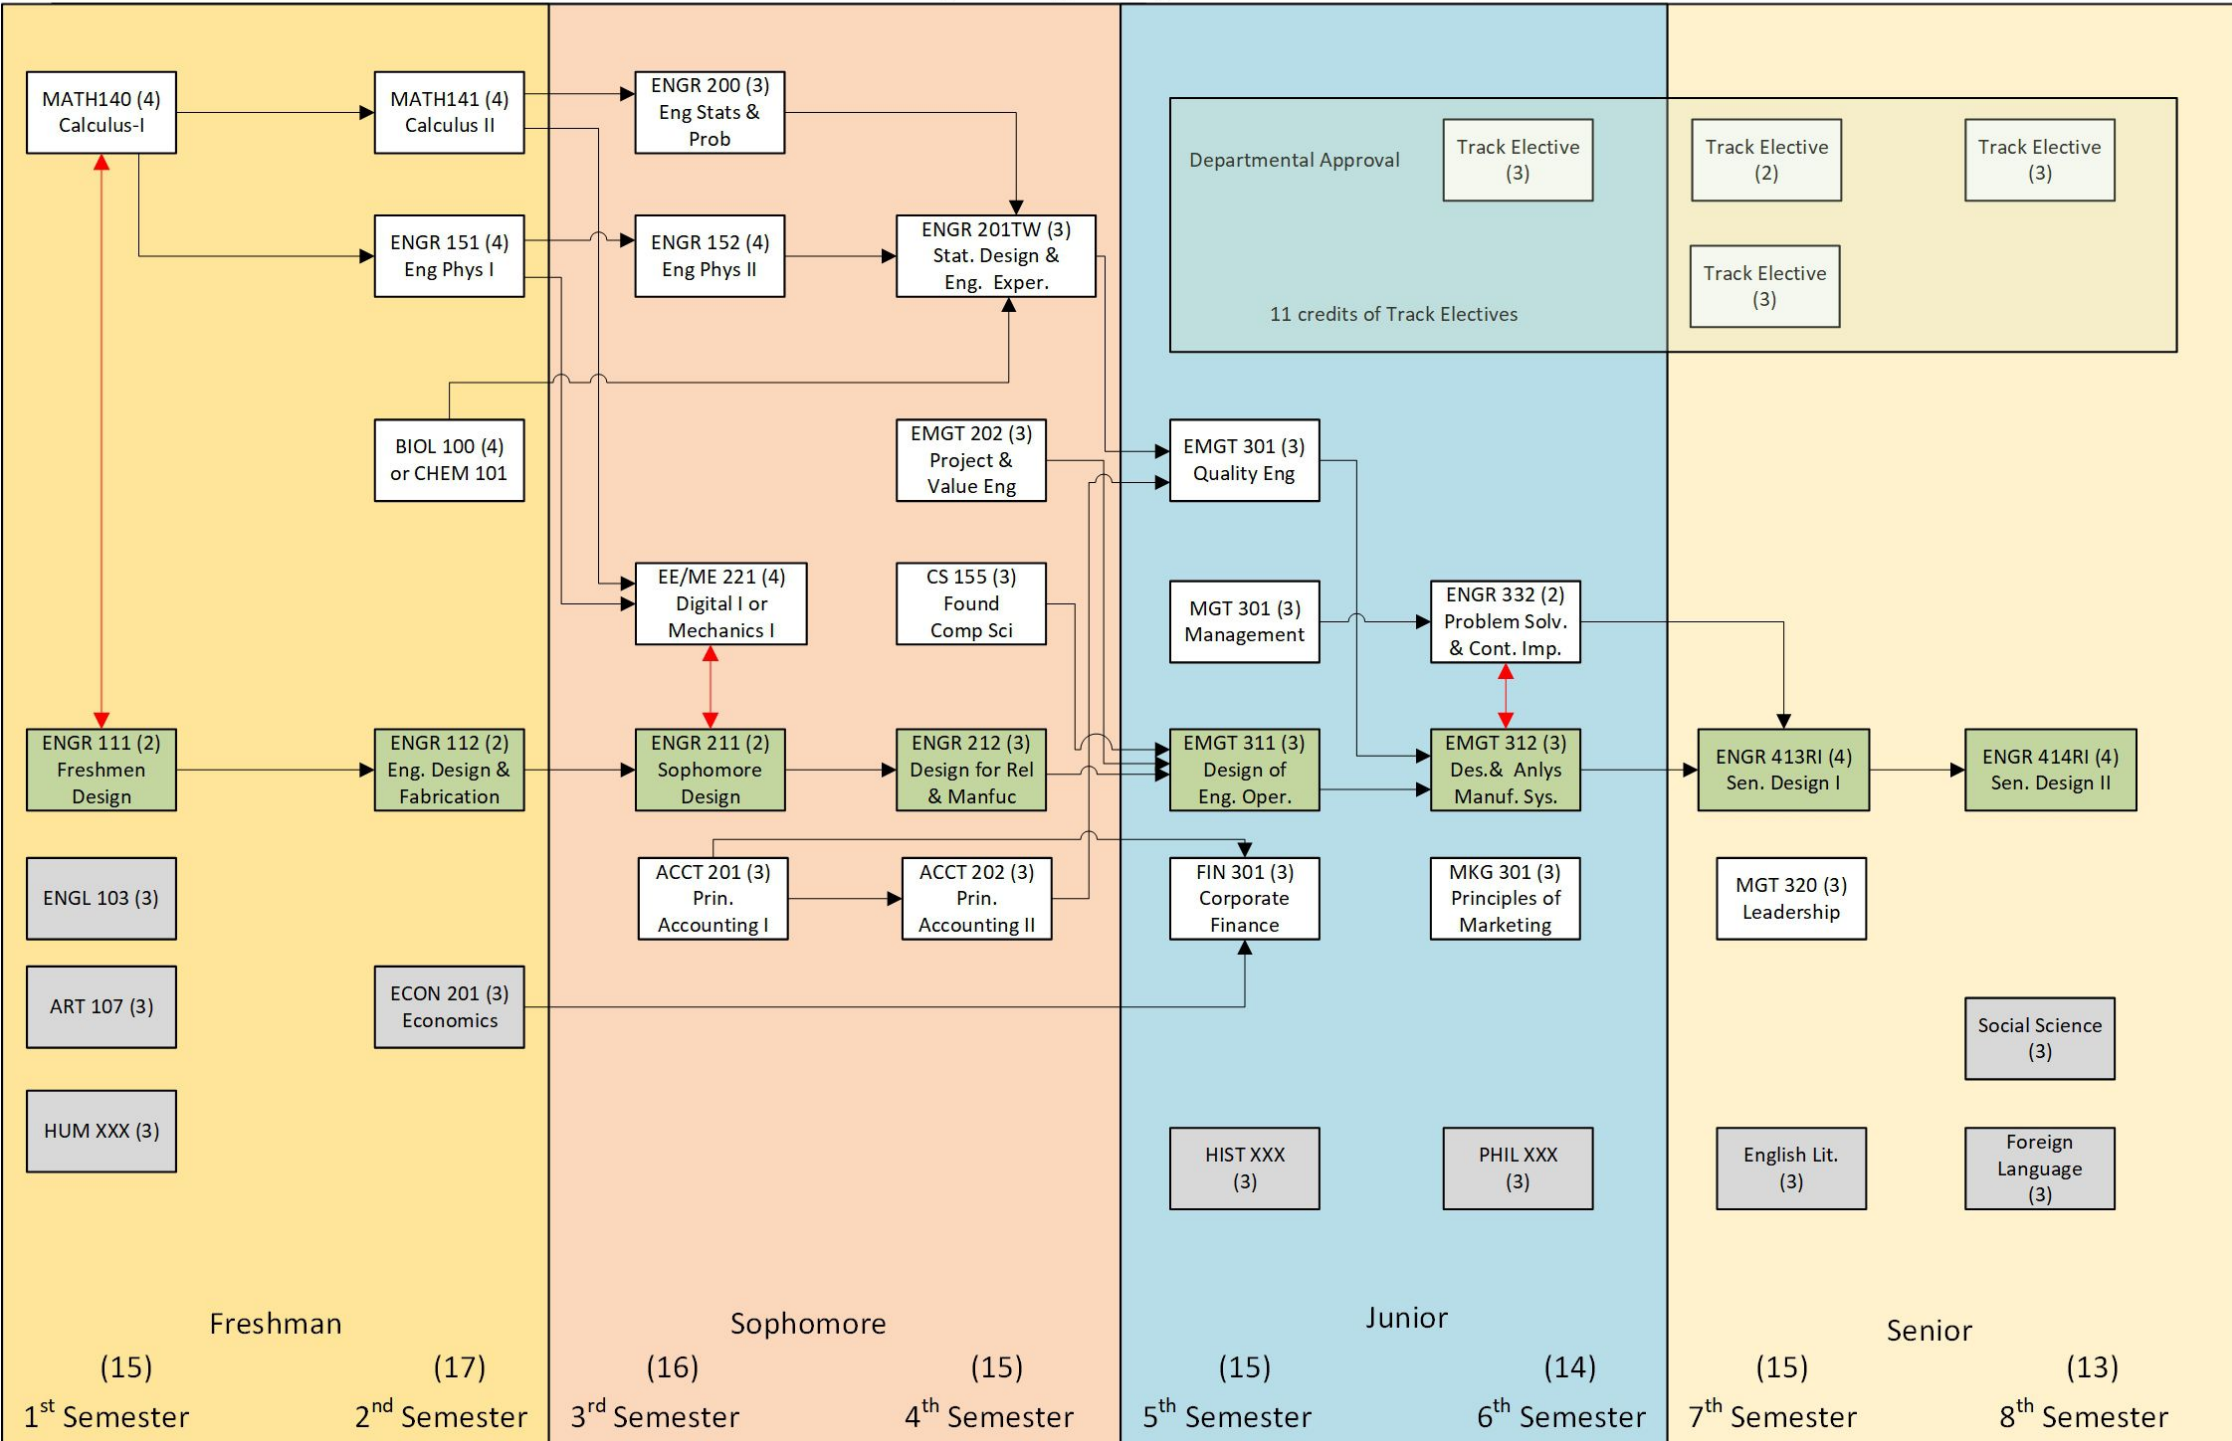 MATH140 (4)
Calculus-I
MATH141 (4)
Calculus II
ENGR 200 (3)
Eng Stats &
Prob
Departmental Approval
Track Elective
(3)
Track Elective
(2)
Track Elective
(3)
ENGR 151 (4)
Eng Phys I
ENGR 152 (4)
Eng Phys II
ENGR 201TW (3)
Stat. Design &
Eng. Exper.
Track Elective
(3)
11 credits of Track Electives
BIOL 100 (4)
or CHEM 101
EMGT 202 (3)
Project &
Value Eng
EMGT 301 (3)
Quality Eng
EE/ME 221 (4)
Digital I or
Mechanics I
CS 155 (3)
Found
Comp Sci
MGT 301 (3)
Management
ENGR 332 (2)
Problem Solv.
& Cont. Imp.
ENGR 111 (2)
Freshmen
Design
ENGR 112 (2)
Eng. Design &
Fabrication
ENGR 211 (2)
Sophomore
Design
ENGR 212 (3)
Design for Rel
& Manfuc
EMGT 311 (3)
Design of
Eng. Oper.
EMGT 312 (3)
Des.& Anlys
Manuf. Sys.
ENGR 413RI (4)
Sen. Design I
ENGR 414RI (4)
Sen. Design II
ENGL 103 (3)
ACCT 201 (3)
Prin.
Accounting I
ACCT 202 (3)
Prin.
Accounting II
FIN 301 (3)
Corporate
Finance
MKG 301 (3)
Principles of
Marketing
MGT 320 (3)
Leadership
ART 107 (3)
ECON 201 (3)
Economics
Social Science
(3)
HUM XXX (3)
HIST XXX
(3)
PHIL XXX
(3)
English Lit.
(3)
Foreign
Language
(3)
Freshman
Sophomore
Junior
Senior
(15)
(17)
(16)
(15)
(15)
(14)
(15)
(13)
1st Semester
2nd Semester
3rd Semester
4th Semester
5th Semester
6th Semester
7th Semester
8th Semester